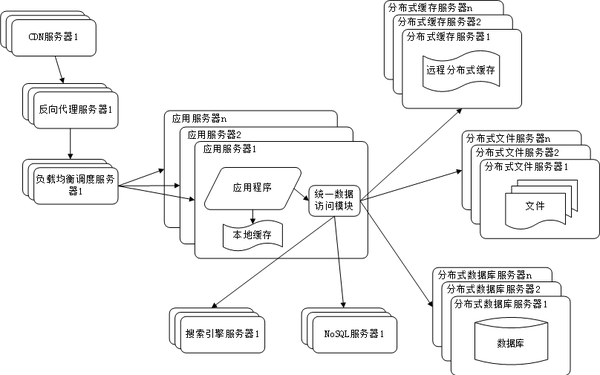 CDN服务器1
反向代理服务器1
负载均衡调度服务
器1
应用服务器n
应用服务器2
应用服务器1
应用程序
本地缓存
统一数据
访问模块
搜索引擎服务器1
NoSQL服务器1
分布式缓存服务器n
分布式缓存服务器2
分布式缓存服务器1
远程分布式缓存
分布式文件服务器n
分布式文件服务器2
分布式文件服务器1
文件
分布式数据库服务器n
分布式数据库服务器2
分布式数据库服务器1
数据库